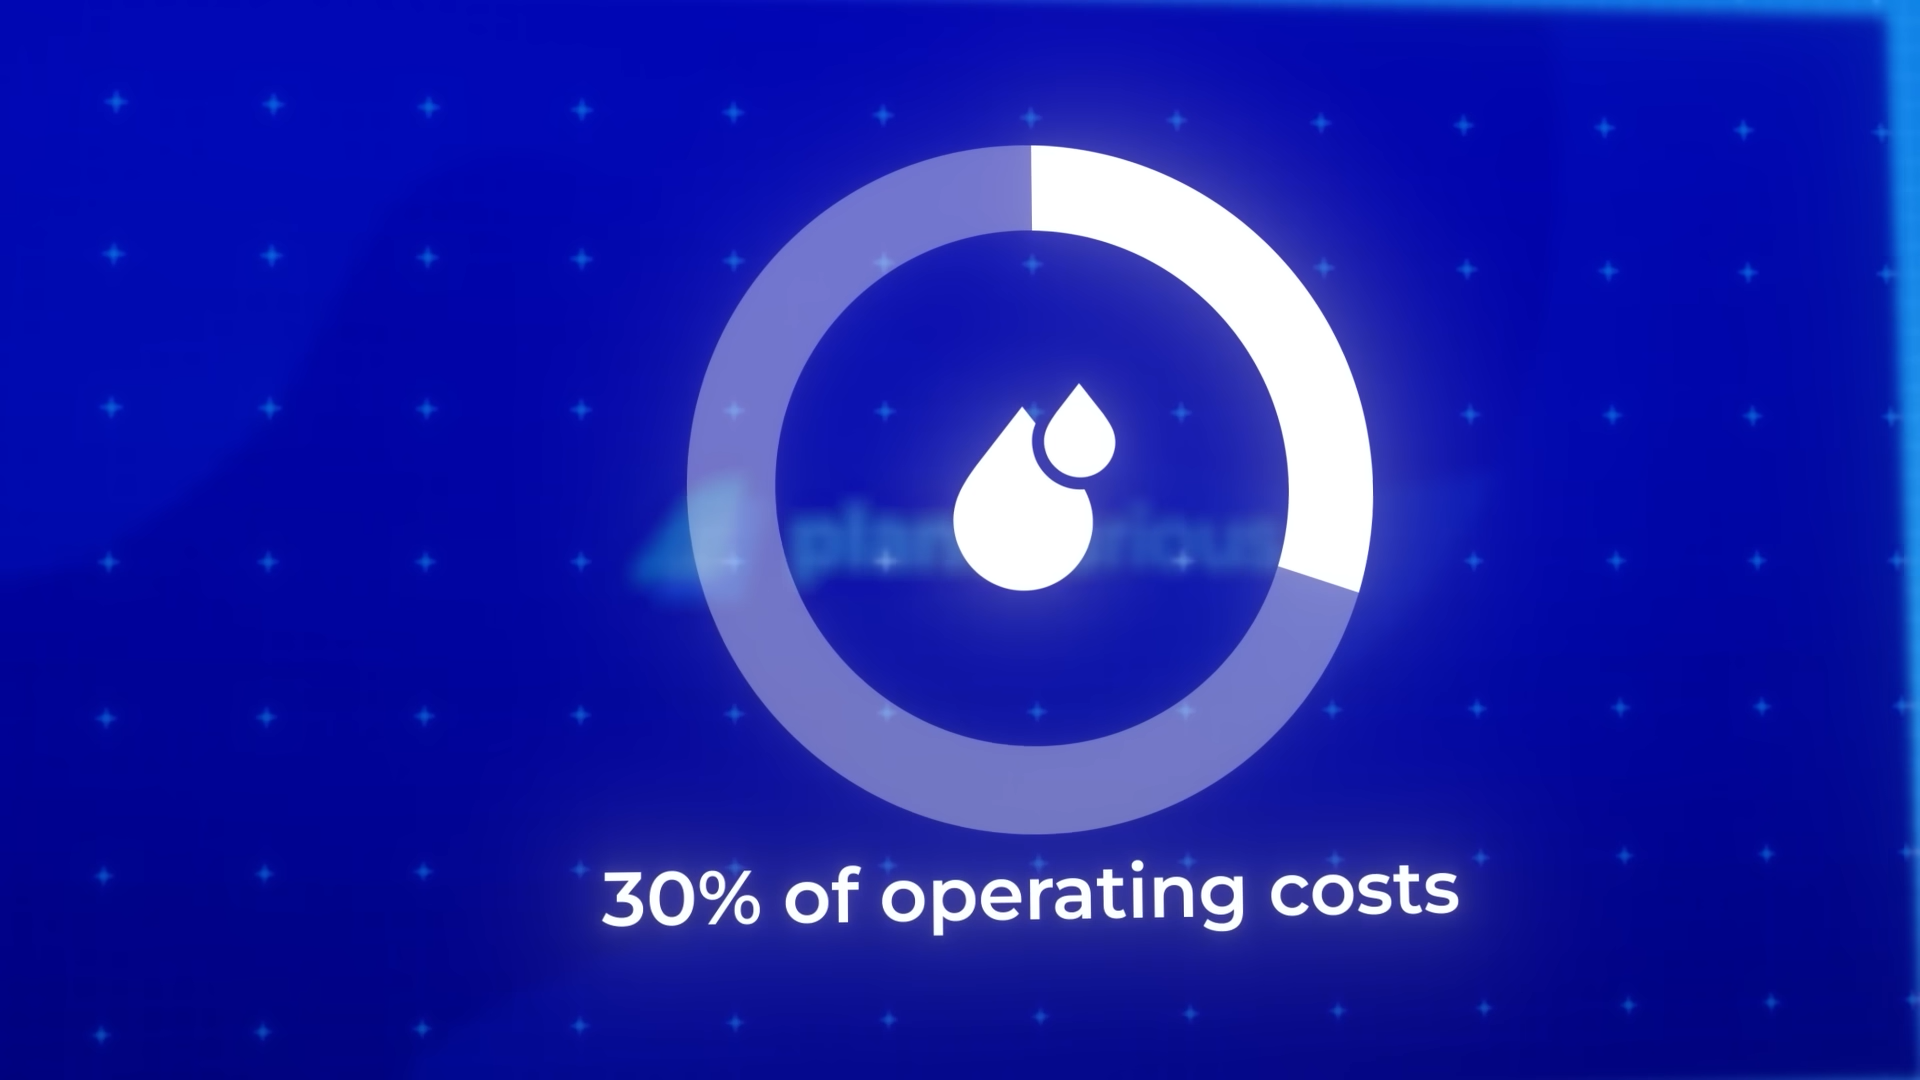 30% of operating costs